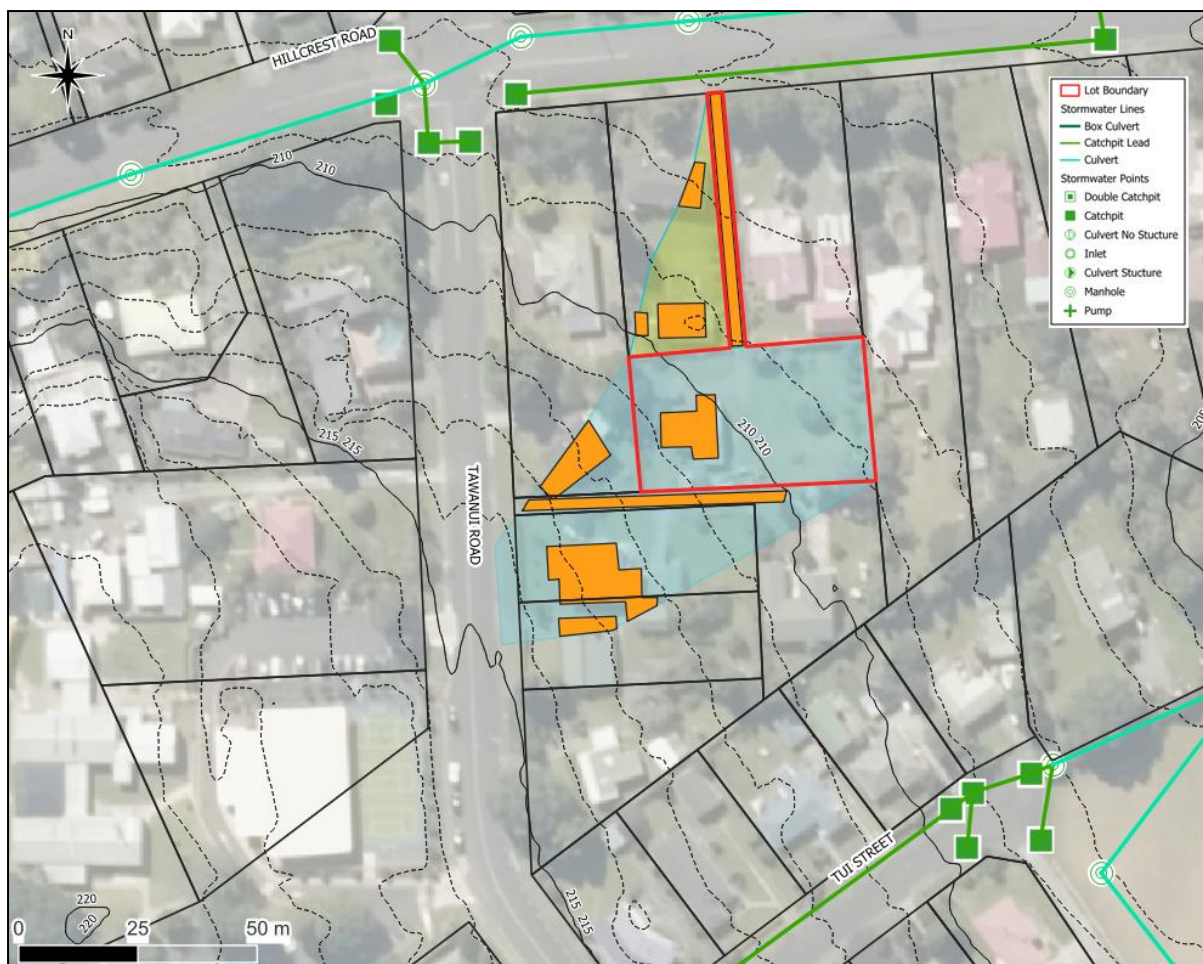 N
HILLCREST ROAD
Lot Boundary
Stormwater Lines
Box Culvert
Catchpit Lead
Culvert
Stormwater Points
Double Catchpit
Catchpit
Culvert No Stucture
Inlet
Culvert Stucture
Manhole
Pump
210
210
215 215
210 210
TAWANUI ROAD
TUI STREET
215 215
220
220
0 25 50 m